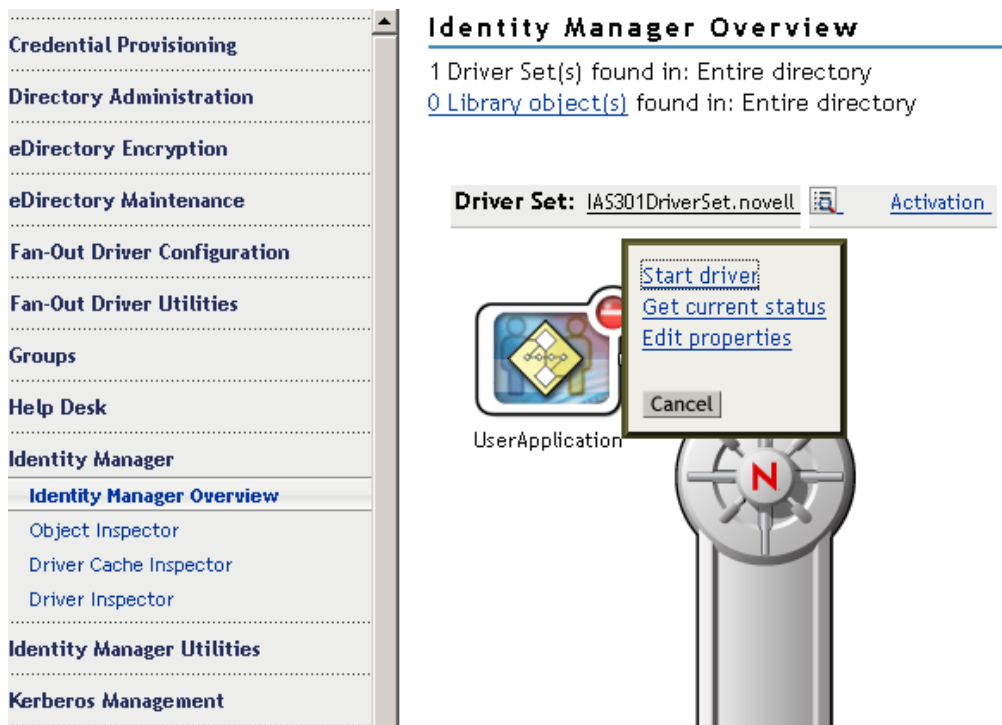 Credential Provisioning
Directory Administration
eDirectory Encryption
eDirectory Maintenance
Fan-Out Driver Configuration
Fan-Out Driver Utilities
Groups
Help Desk
Identity Manager
Identity Manager Overview
Object Inspector
Driver Cache Inspector
Driver Inspector
Identity Manager Utilities
Kerberos Management
Identity Manager Overview
1 Driver Set(s) found in: Entire directory
0 Library object(s) found in: Entire directory
Driver Set: IAS301DriverSet.novell Activation
Start driver
Get current status
Edit properties
Cancel
UserApplication
N